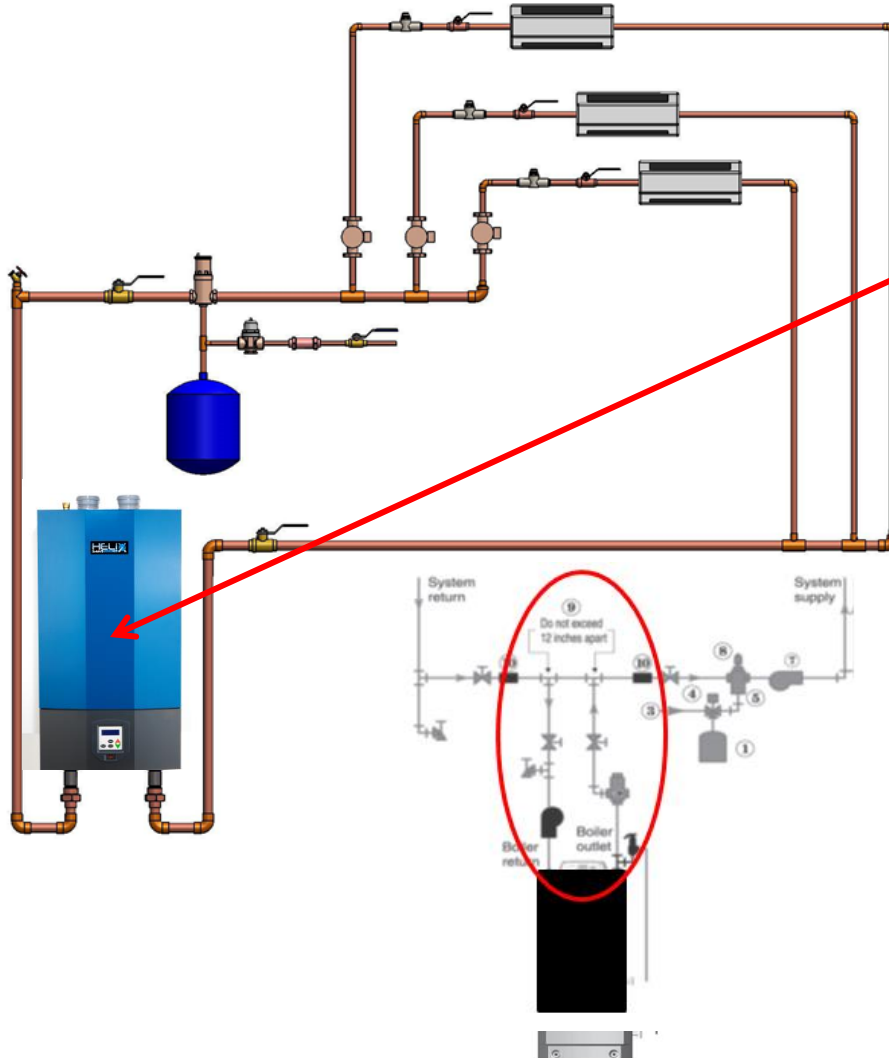 HELIX
System
return
System
supply
9
Do not exceed
12 inches apart
10
10
8
7
4
5
3
1
Boiler
return
Boiler
outlet